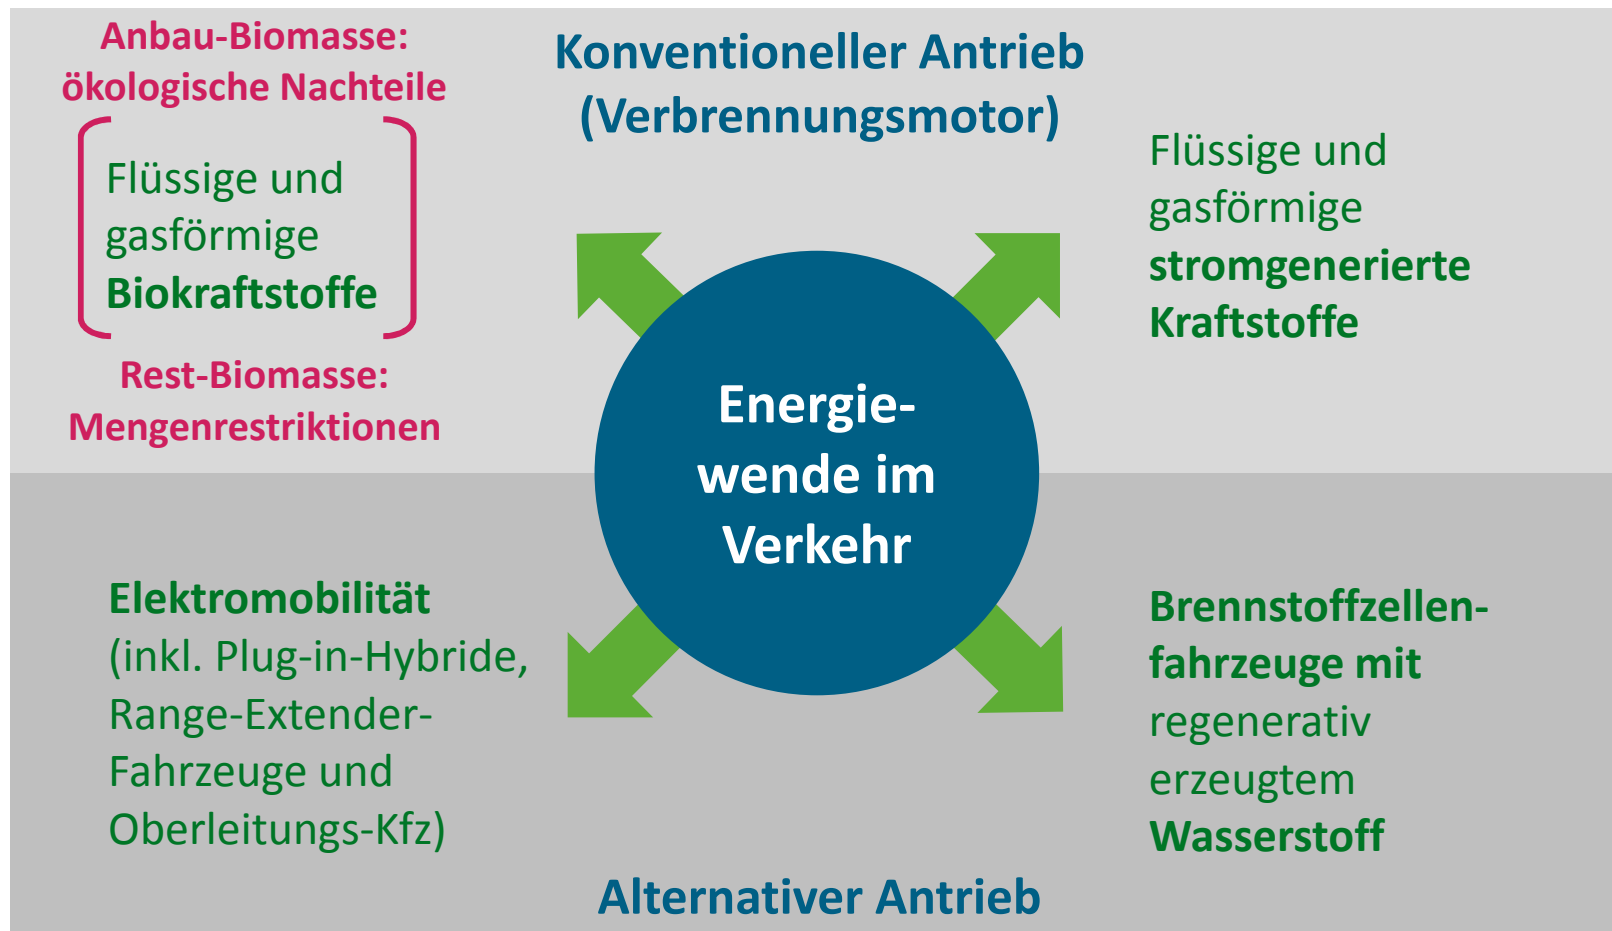 Anbau-Biomasse:
ökologische Nachteile
Flüssige und
gasförmige
Biokraftstoffe
Rest-Biomasse:
Mengenrestriktionen
Konventioneller Antrieb
(Verbrennungsmotor)
Flüssige und
gasförmige
stromgenerierte
Kraftstoffe
Energie-
wende im
Verkehr
Elektromobilität
(inkl. Plug-in-Hybride,
Range-Extender-
Fahrzeuge und
Oberleitungs-Kfz)
Brennstoffzellen-
fahrzeuge mit
regenerativ
erzeugtem
Wasserstoff
Alternativer Antrieb